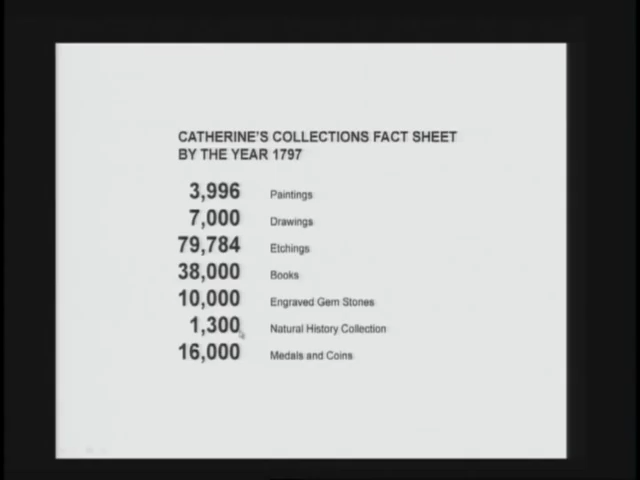 CATHERINE'S COLLECTIONS FACT SHEET
BY THE YEAR 1797
3,996 Paintings
7,000 Drawings
79,784 Etchings
38,000 Books
10,000 Engraved Gem Stones
1,300 Natural History Collection
16,000 Medals and Coins